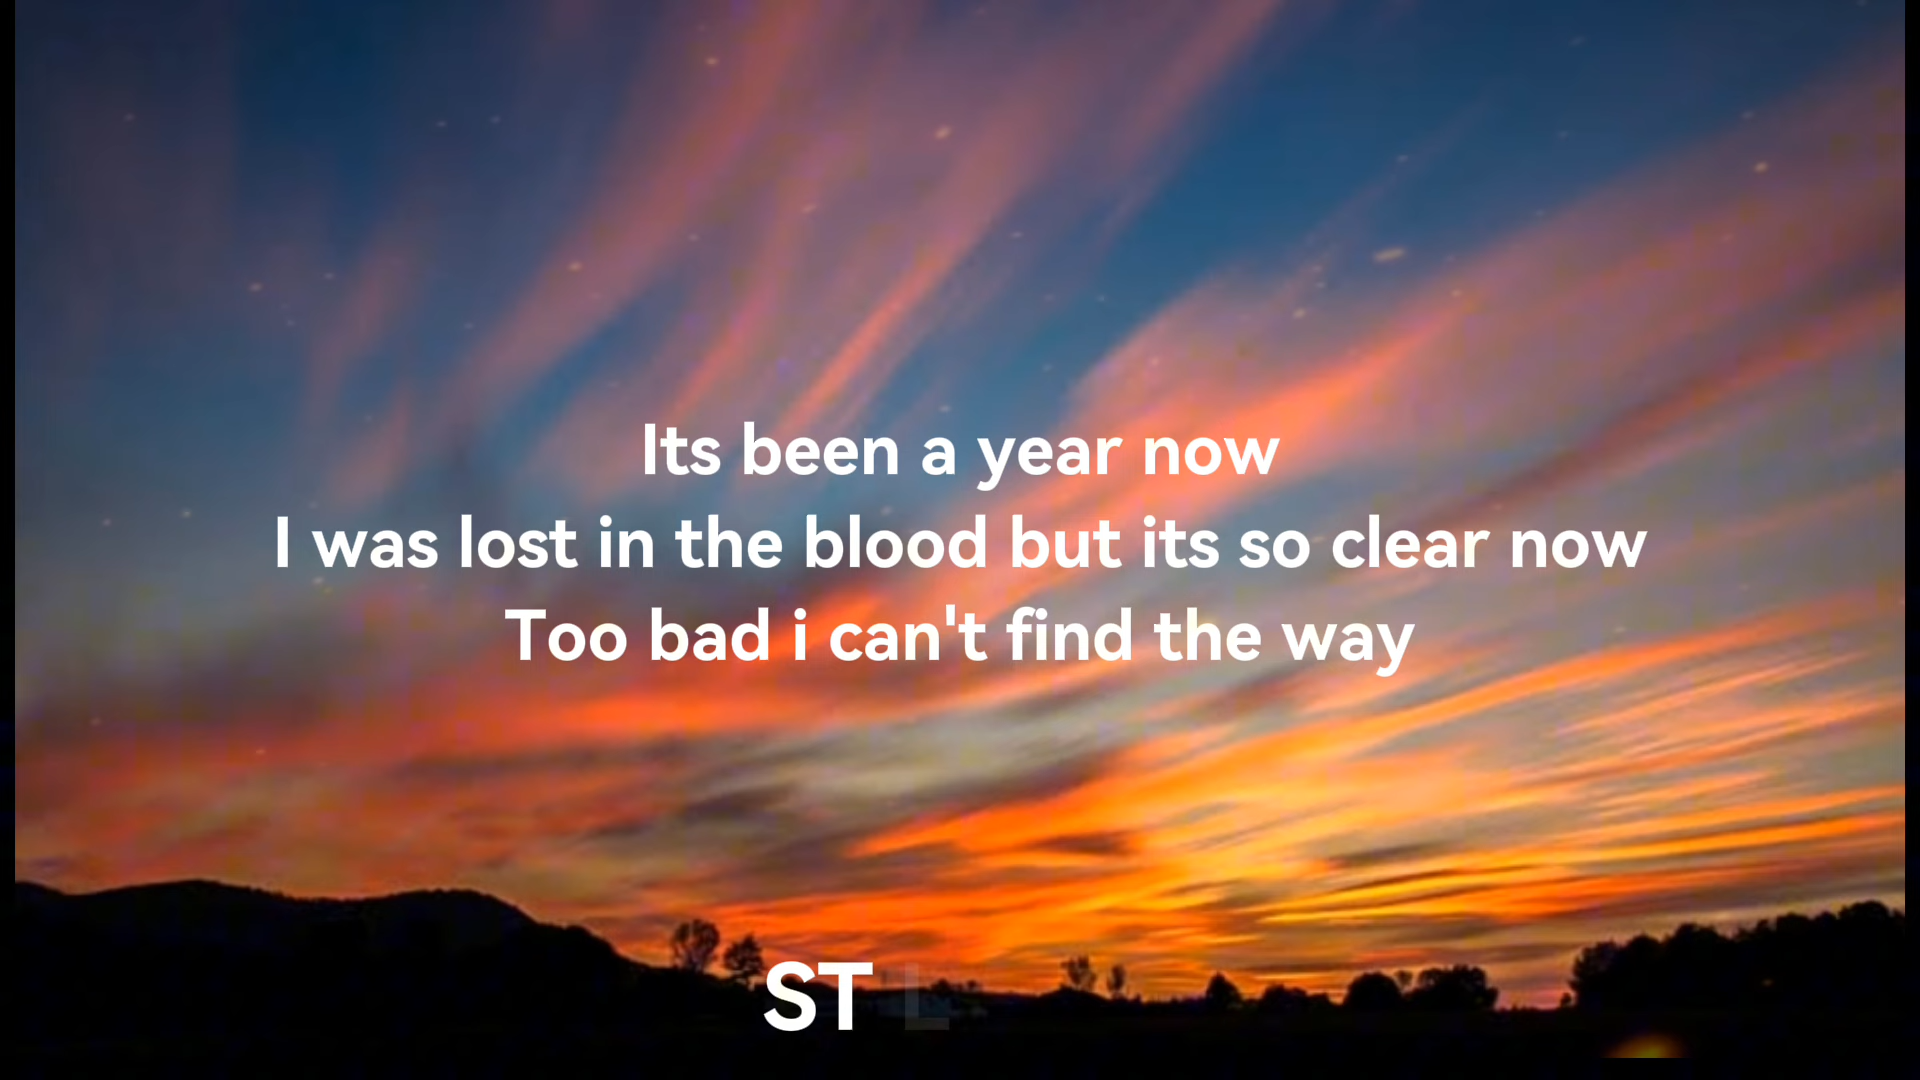 Its been a year now
I was lost in the blood but its so clear now
Too bad i can't find the way
ST L